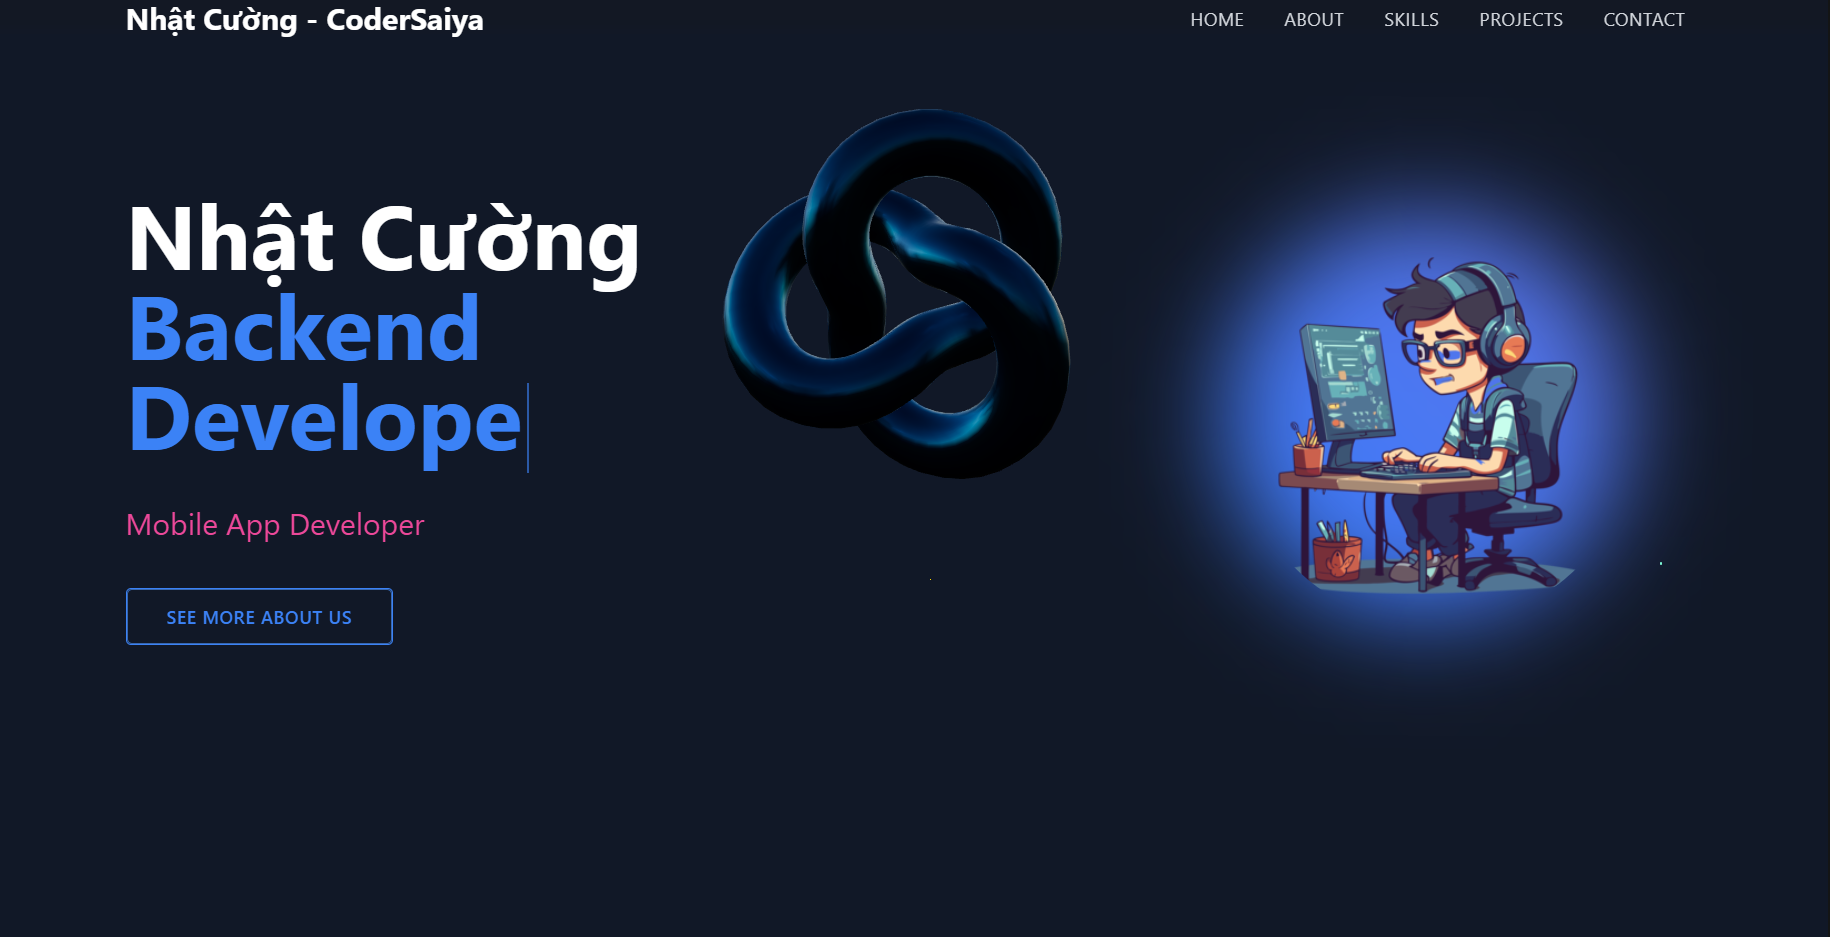 Nhật Cường - CoderSaiya
HOME
ABOUT
SKILLS
PROJECTS
CONTACT
Nhật Cường
Backend
Develope
Mobile App Developer
SEE MORE ABOUT US